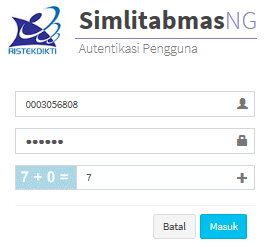 SimlitabmasNG
RISTEKDIKTI
Autentikasi Pengguna
0003056808
••••••
7 + 0 =
7
Batal
Masuk